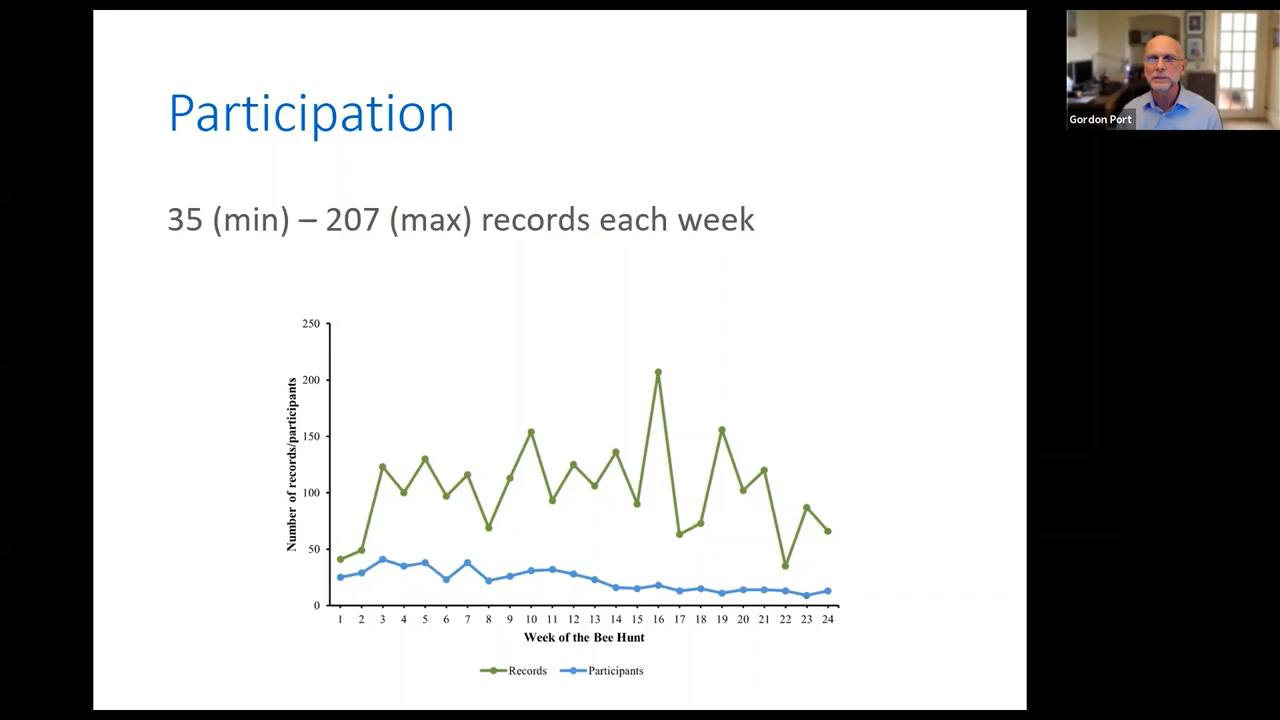 Participation
35 (min) – 207 (max) records each week
Gordon Port
250
200
150
100
50
0
Number of records/participants
1 2 3 4 5 6 7 8 9 10 11 12 13 14 15 16 17 18 19 20 21 22 23 24
Week of the Bee Hunt
Records Participants